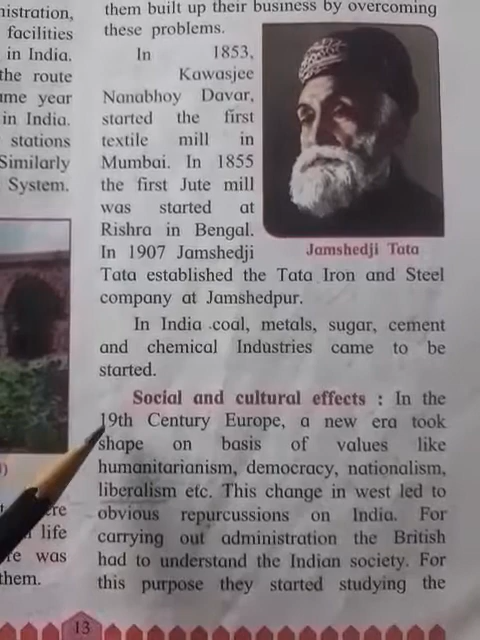 nistration,
facilities
in India.
the route
ame year
in India.
stations
Similarly
System.
ere
life
re was
them.
them built up their business by overcoming
these problems.
In 1853,
Kawasjee
Nanabhoy Davar,
started the first
textile mill in
Mumbai. In 1855
the first Jute mill
was started at
Rishra in Bengal.
In 1907 Jamshedji
Tata established the Tata Iron and Steel
company at Jamshedpur.
Jamshedji Tata
In India coal, metals, sugar, cement
and chemical Industries came to be
started.
Social and cultural effects : In the
19th Century Europe, a new era took
shape on basis of values like
humanitarianism, democracy, nationalism,
liberalism etc. This change in west led to
obvious repurcussions on India. For
carrying out administration the British
had to understand the Indian society. For
this purpose they started studying the
13